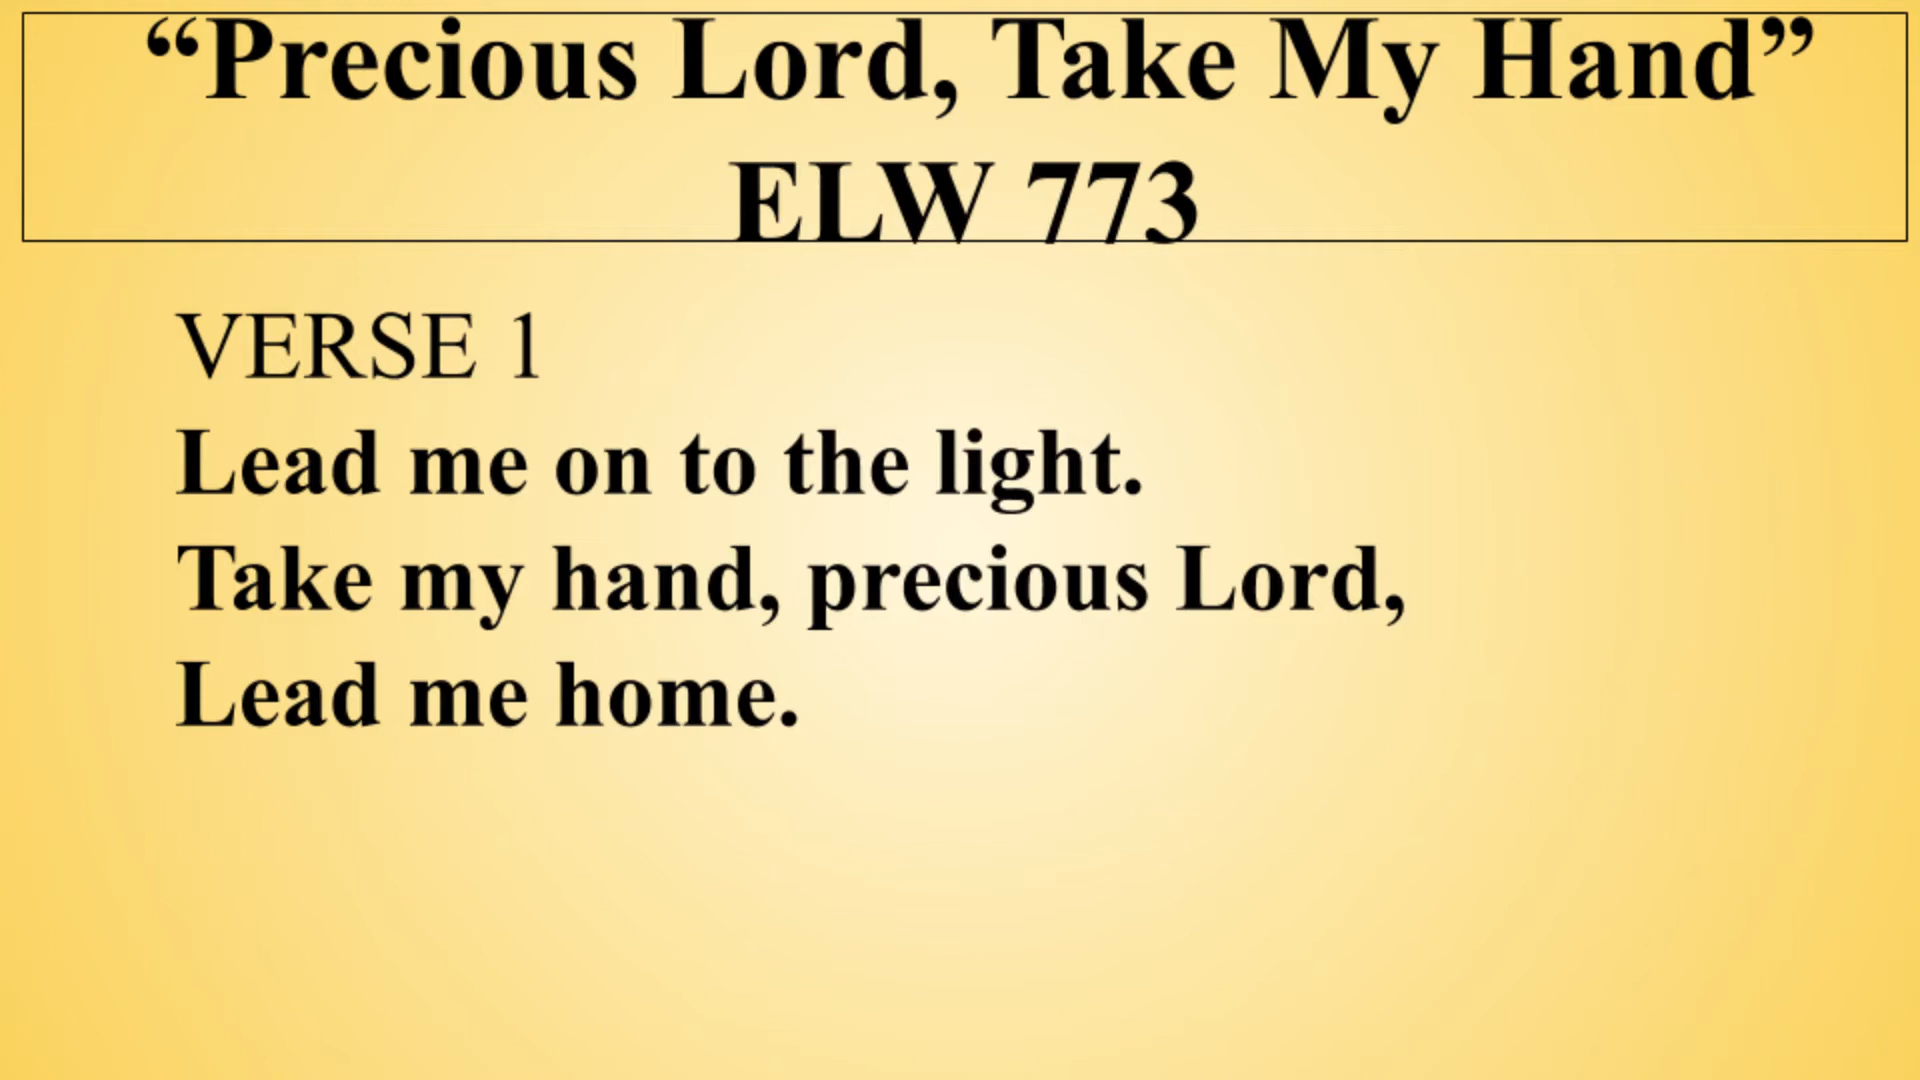 “Precious Lord, Take My Hand”
ELW 773
VERSE 1
Lead me on to the light.
Take my hand, precious Lord,
Lead me home.